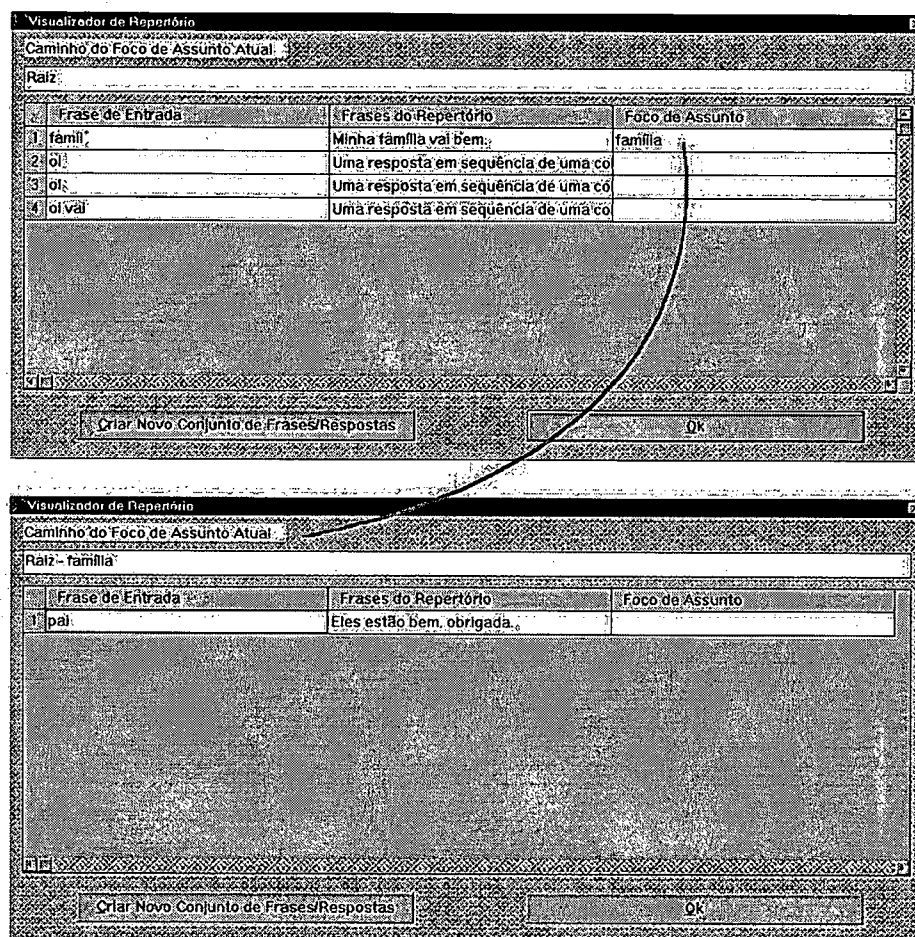 Visualizador de Repertório
Caminho do Foco de Assunto Atual
Raiz
Frase de Entrada Frases do Repertório Foco de Assunto
1 famil Minha família vai bem. família
2 oi Uma resposta em sequência de uma co
3 oi Uma resposta em sequência de uma co
4 oi vai Uma resposta em sequência de uma co
Criar Novo Conjunto de Frases/Respostas Ok
Visualizador de Repertório
Caminho do Foco de Assunto Atual
Raiz - família
Frase de Entrada Frases do Repertório Foco de Assunto
1 pai Eles estão bem, obrigada.
Criar Novo Conjunto de Frases/Respostas Ok